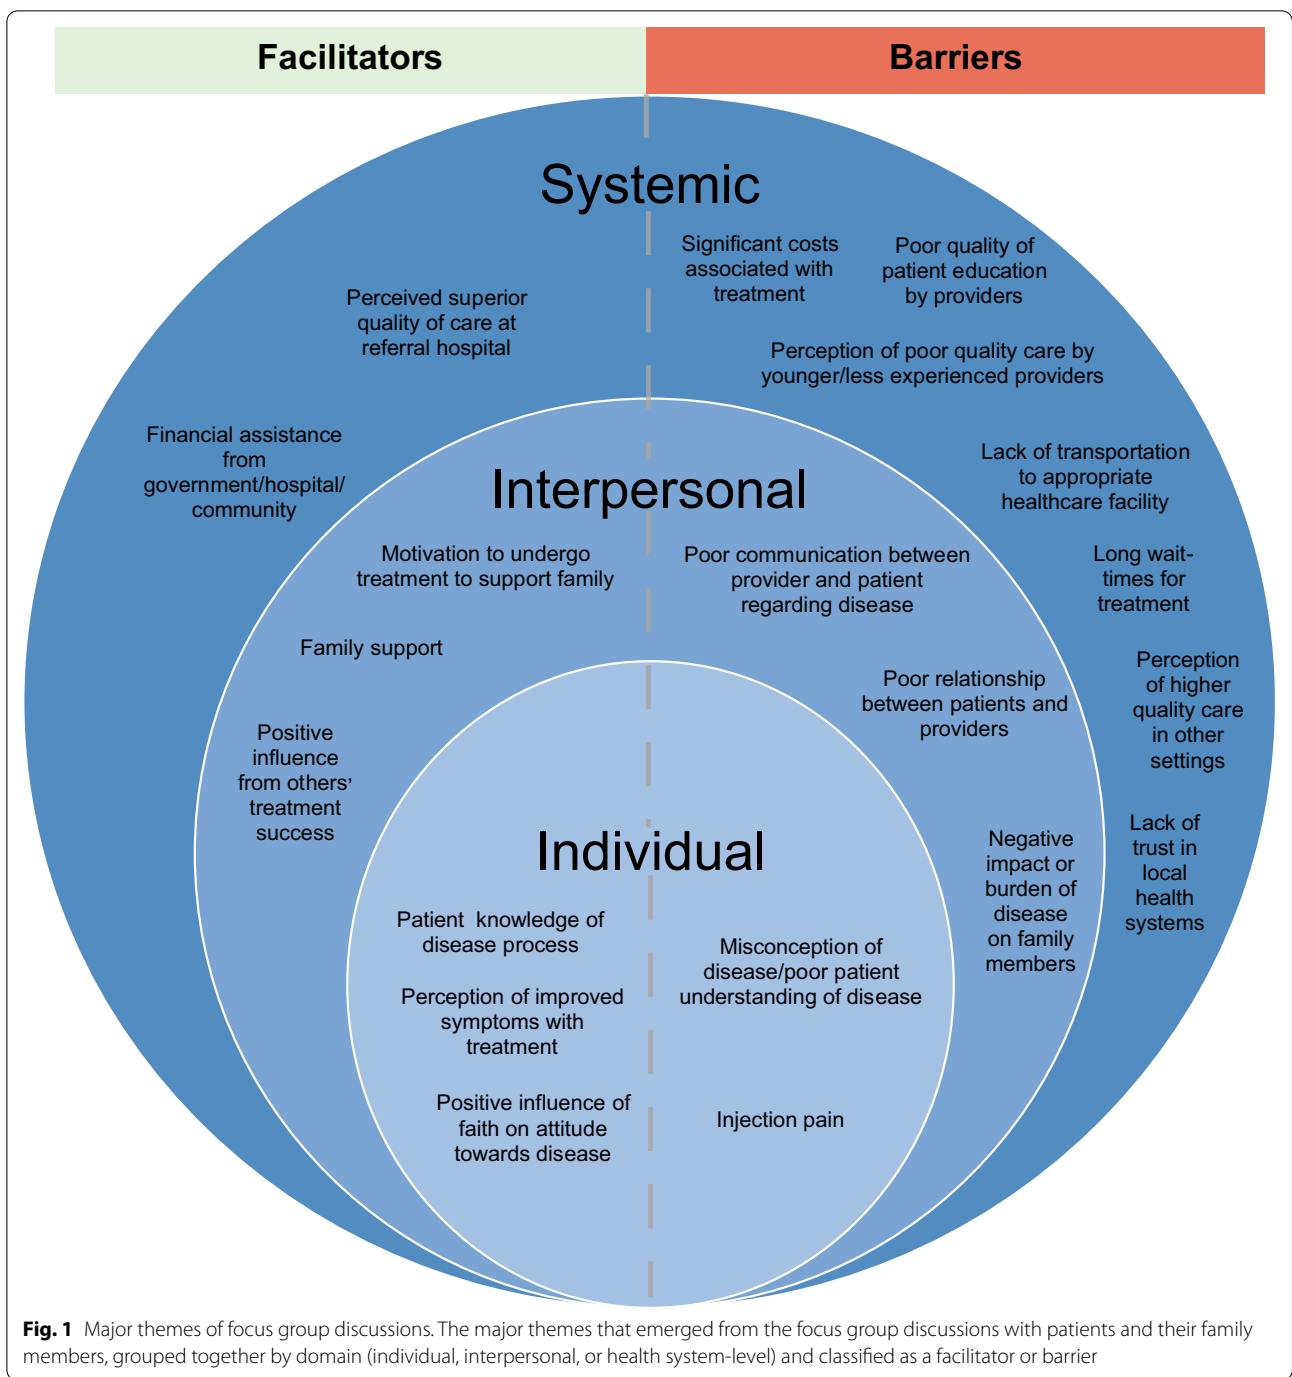 Facilitators
Barriers
Systemic
Perceived superior
quality of care at
referral hospital
Financial assistance
from
government/hospital/
community
Significant costs
associated with
treatment
Poor quality of
patient education
by providers
Perception of poor quality care by
younger/less experienced providers
Lack of transportation
to appropriate
healthcare facility
Long wait-
times for
treatment
Perception
of higher
quality care
in other
settings
Lack of
trust in
local
health
systems
Interpersonal
Motivation to undergo
treatment to support family
Family support
Positive
influence
from others'
treatment
success
Poor communication between
provider and patient
regarding disease
Poor relationship
between patients and
providers
Negative
impact or
burden of
disease
on family
members
Individual
Patient knowledge of
disease process
Perception of improved
symptoms with
treatment
Positive influence of
faith on attitude
towards disease
Misconception of
disease/poor patient
understanding of disease
Injection pain
Fig. 1 Major themes of focus group discussions. The major themes that emerged from the focus group discussions with patients and their family
members, grouped together by domain (individual, interpersonal, or health system-level) and classified as a facilitator or barrier